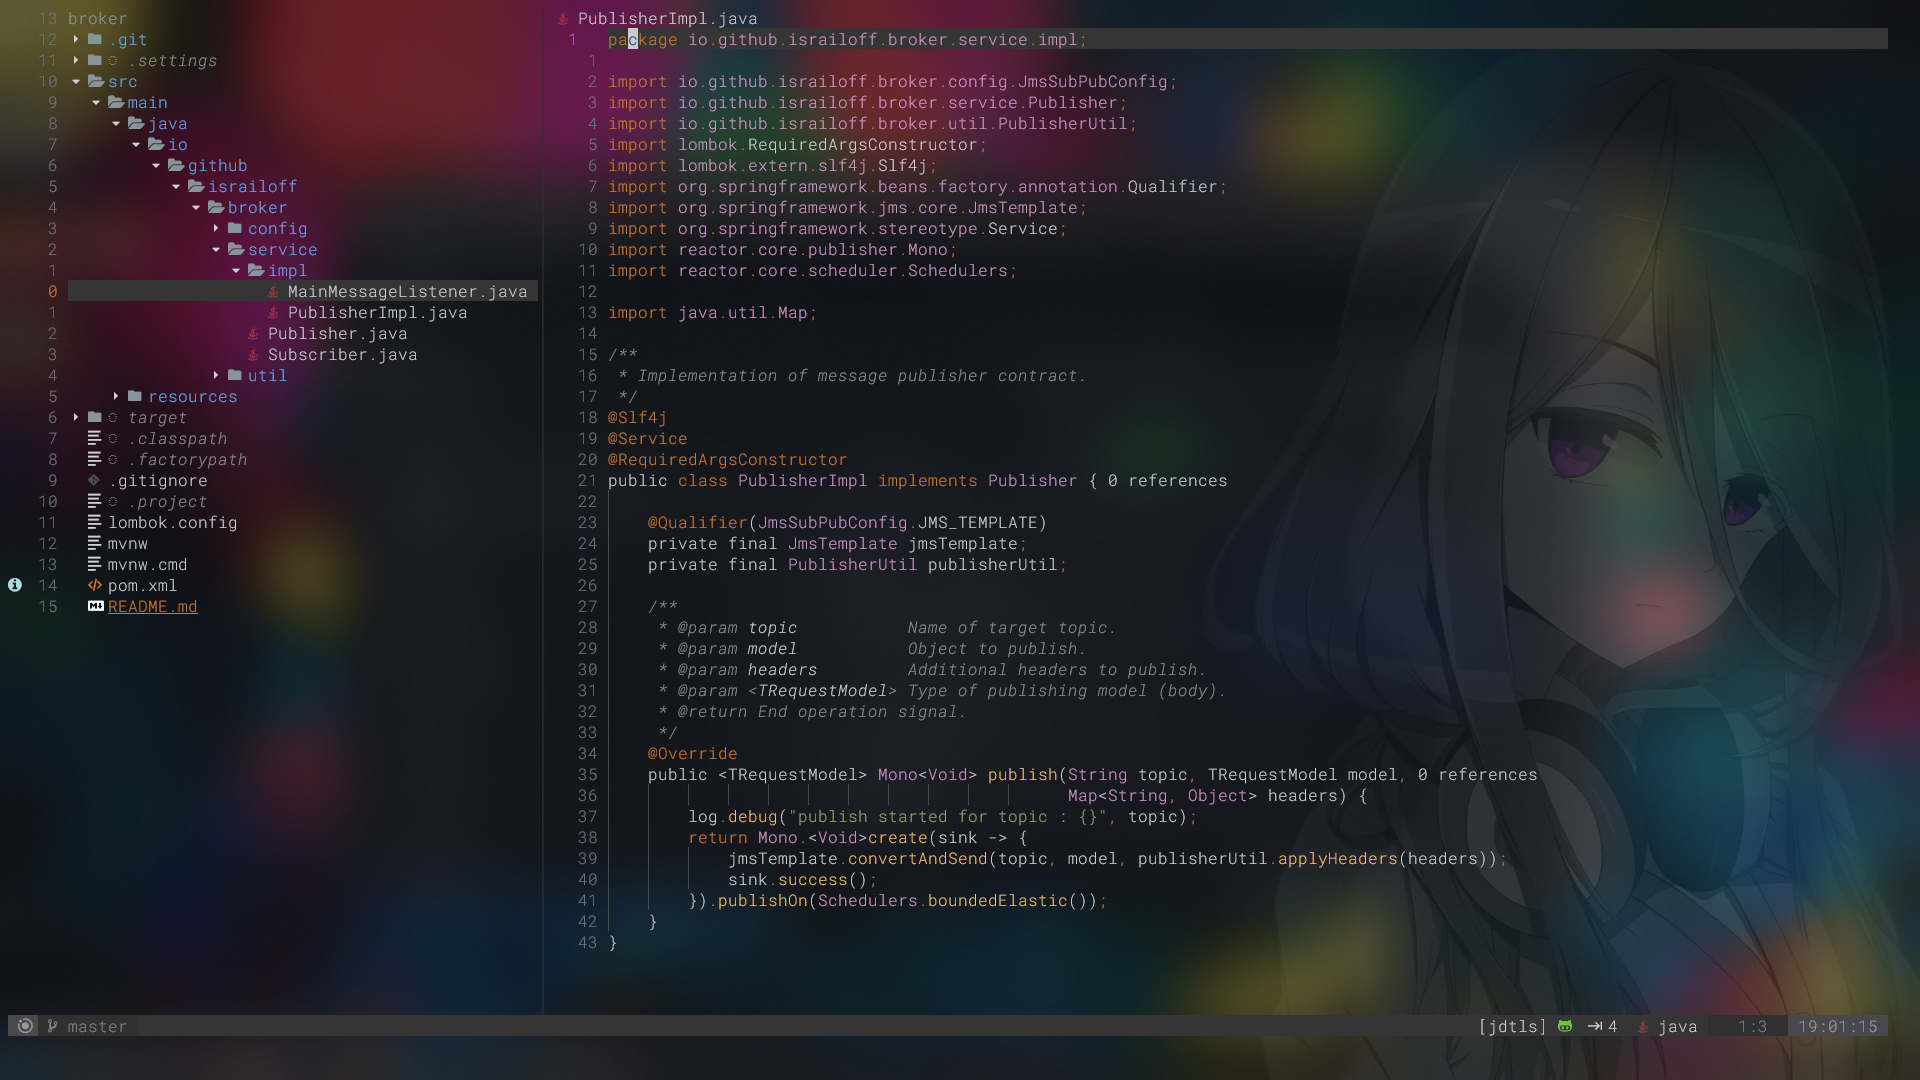 13 broker
12 .git
11 .settings
10 src
9 main
8 java
7 io
6 github
5 israiloff
4 broker
3 config
2 service
1 impl
0 MainMessageListener.java
1 PublisherImpl.java
2 Publisher.java
3 Subscriber.java
4 util
5 resources
6 target
7 .classpath
8 .factorypath
9 .gitignore
10 .project
11 lombok.config
12 mvnw
13 mvnw.cmd
14 pom.xml
15 README.md
PublisherImpl.java
1 package io.github.israiloff.broker.service.impl;
1
2 import io.github.israiloff.broker.config.JmsSubPubConfig;
3 import io.github.israiloff.broker.service.Publisher;
4 import io.github.israiloff.broker.util.PublisherUtil;
5 import lombok.RequiredArgsConstructor;
6 import lombok.extern.slf4j.Slf4j;
7 import org.springframework.beans.factory.annotation.Qualifier;
8 import org.springframework.jms.core.JmsTemplate;
9 import org.springframework.stereotype.Service;
10 import reactor.core.publisher.Mono;
11 import reactor.core.scheduler.Schedulers;
12
13 import java.util.Map;
14
15 /**
16  * Implementation of message publisher contract.
17  */
18 @Slf4j
19 @Service
20 @RequiredArgsConstructor
21 public class PublisherImpl implements Publisher { 0 references
22
23     @Qualifier(JmsSubPubConfig.JMS_TEMPLATE)
24     private final JmsTemplate jmsTemplate;
25     private final PublisherUtil publisherUtil;
26
27     /**
28      * @param topic           Name of target topic.
29      * @param model           Object to publish.
30      * @param headers         Additional headers to publish.
31      * @param <TRequestModel> Type of publishing model (body).
32      * @return End operation signal.
33      */
34     @Override
35     public <TRequestModel> Mono<Void> publish(String topic, TRequestModel model, 0 references
36                                               Map<String, Object> headers) {
37         log.debug("publish started for topic : {}", topic);
38         return Mono.<Void>create(sink -> {
39             jmsTemplate.convertAndSend(topic, model, publisherUtil.applyHeaders(headers));
40             sink.success();
41         }).publishOn(Schedulers.boundedElastic());
42     }
43 }
master [jdtls] 4 java 1:3 19:01:15